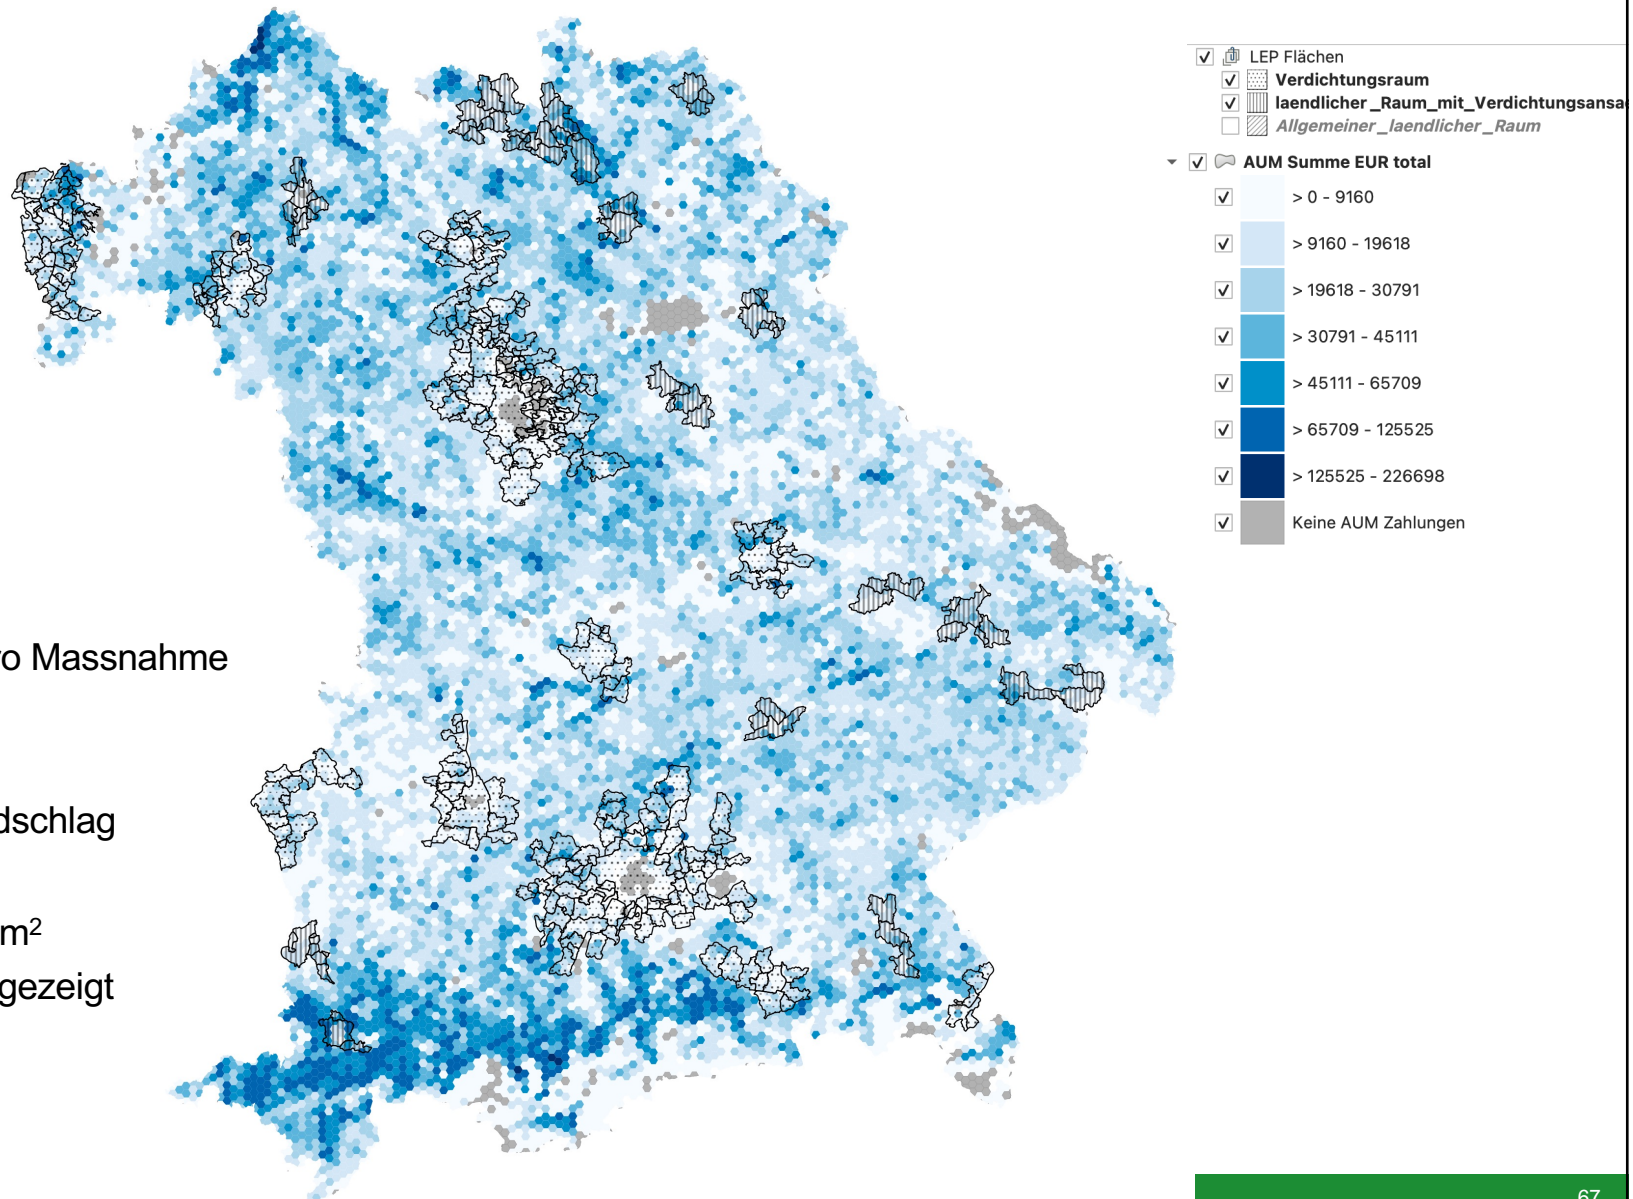 LEP Flächen
Verdichtungsraum
laendlicher_Raum_mit_Verdichtungsansa
Allgemeiner_laendlicher_Raum
AUM Summe EUR total
> 0 - 9160
> 9160 - 19618
> 19618 - 30791
> 30791 - 45111
> 45111 - 65709
> 65709 - 125525
> 125525 - 226698
Keine AUM Zahlungen
o Massnahme
dschlag
m²
gezeigt
67